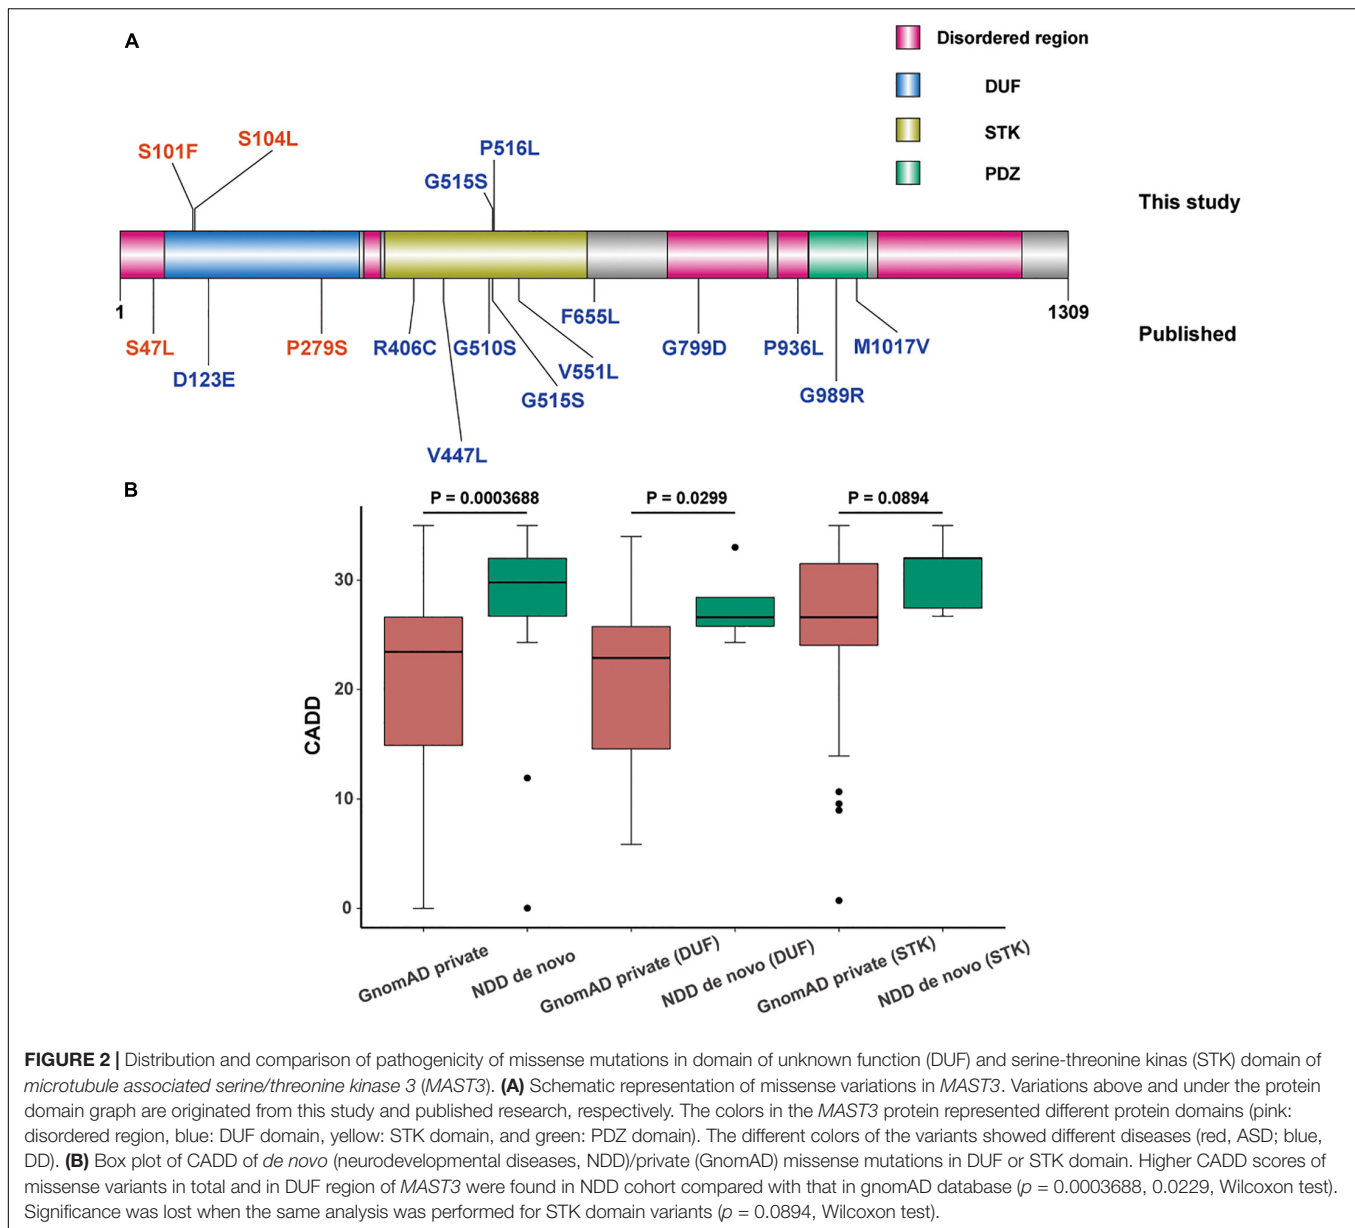 A
Disordered region
DUF
STK
PDZ
S101F
S104L
P516L
G515S
This study
1
1309
Published
S47L
D123E
P279S
R406C
G510S
F655L
V551L
G515S
V447L
G799D
P936L
M1017V
G989R
B
P = 0.0003688
P = 0.0299
P = 0.0894
CADD
30
20
10
0
GnomAD private
NDD de novo
GnomAD private (DUF)
NDD de novo (DUF)
GnomAD private (STK)
NDD de novo (STK)
FIGURE 2 | Distribution and comparison of pathogenicity of missense mutations in domain of unknown function (DUF) and serine-threonine kinas (STK) domain of
microtubule associated serine/threonine kinase 3 (MAST3). (A) Schematic representation of missense variations in MAST3. Variations above and under the protein
domain graph are originated from this study and published research, respectively. The colors in the MAST3 protein represented different protein domains (pink:
disordered region, blue: DUF domain, yellow: STK domain, and green: PDZ domain). The different colors of the variants showed different diseases (red, ASD; blue,
DD). (B) Box plot of CADD of de novo (neurodevelopmental diseases, NDD)/private (GnomAD) missense mutations in DUF or STK domain. Higher CADD scores of
missense variants in total and in DUF region of MAST3 were found in NDD cohort compared with that in gnomAD database (p = 0.0003688, 0.0229, Wilcoxon test).
Significance was lost when the same analysis was performed for STK domain variants (p = 0.0894, Wilcoxon test).